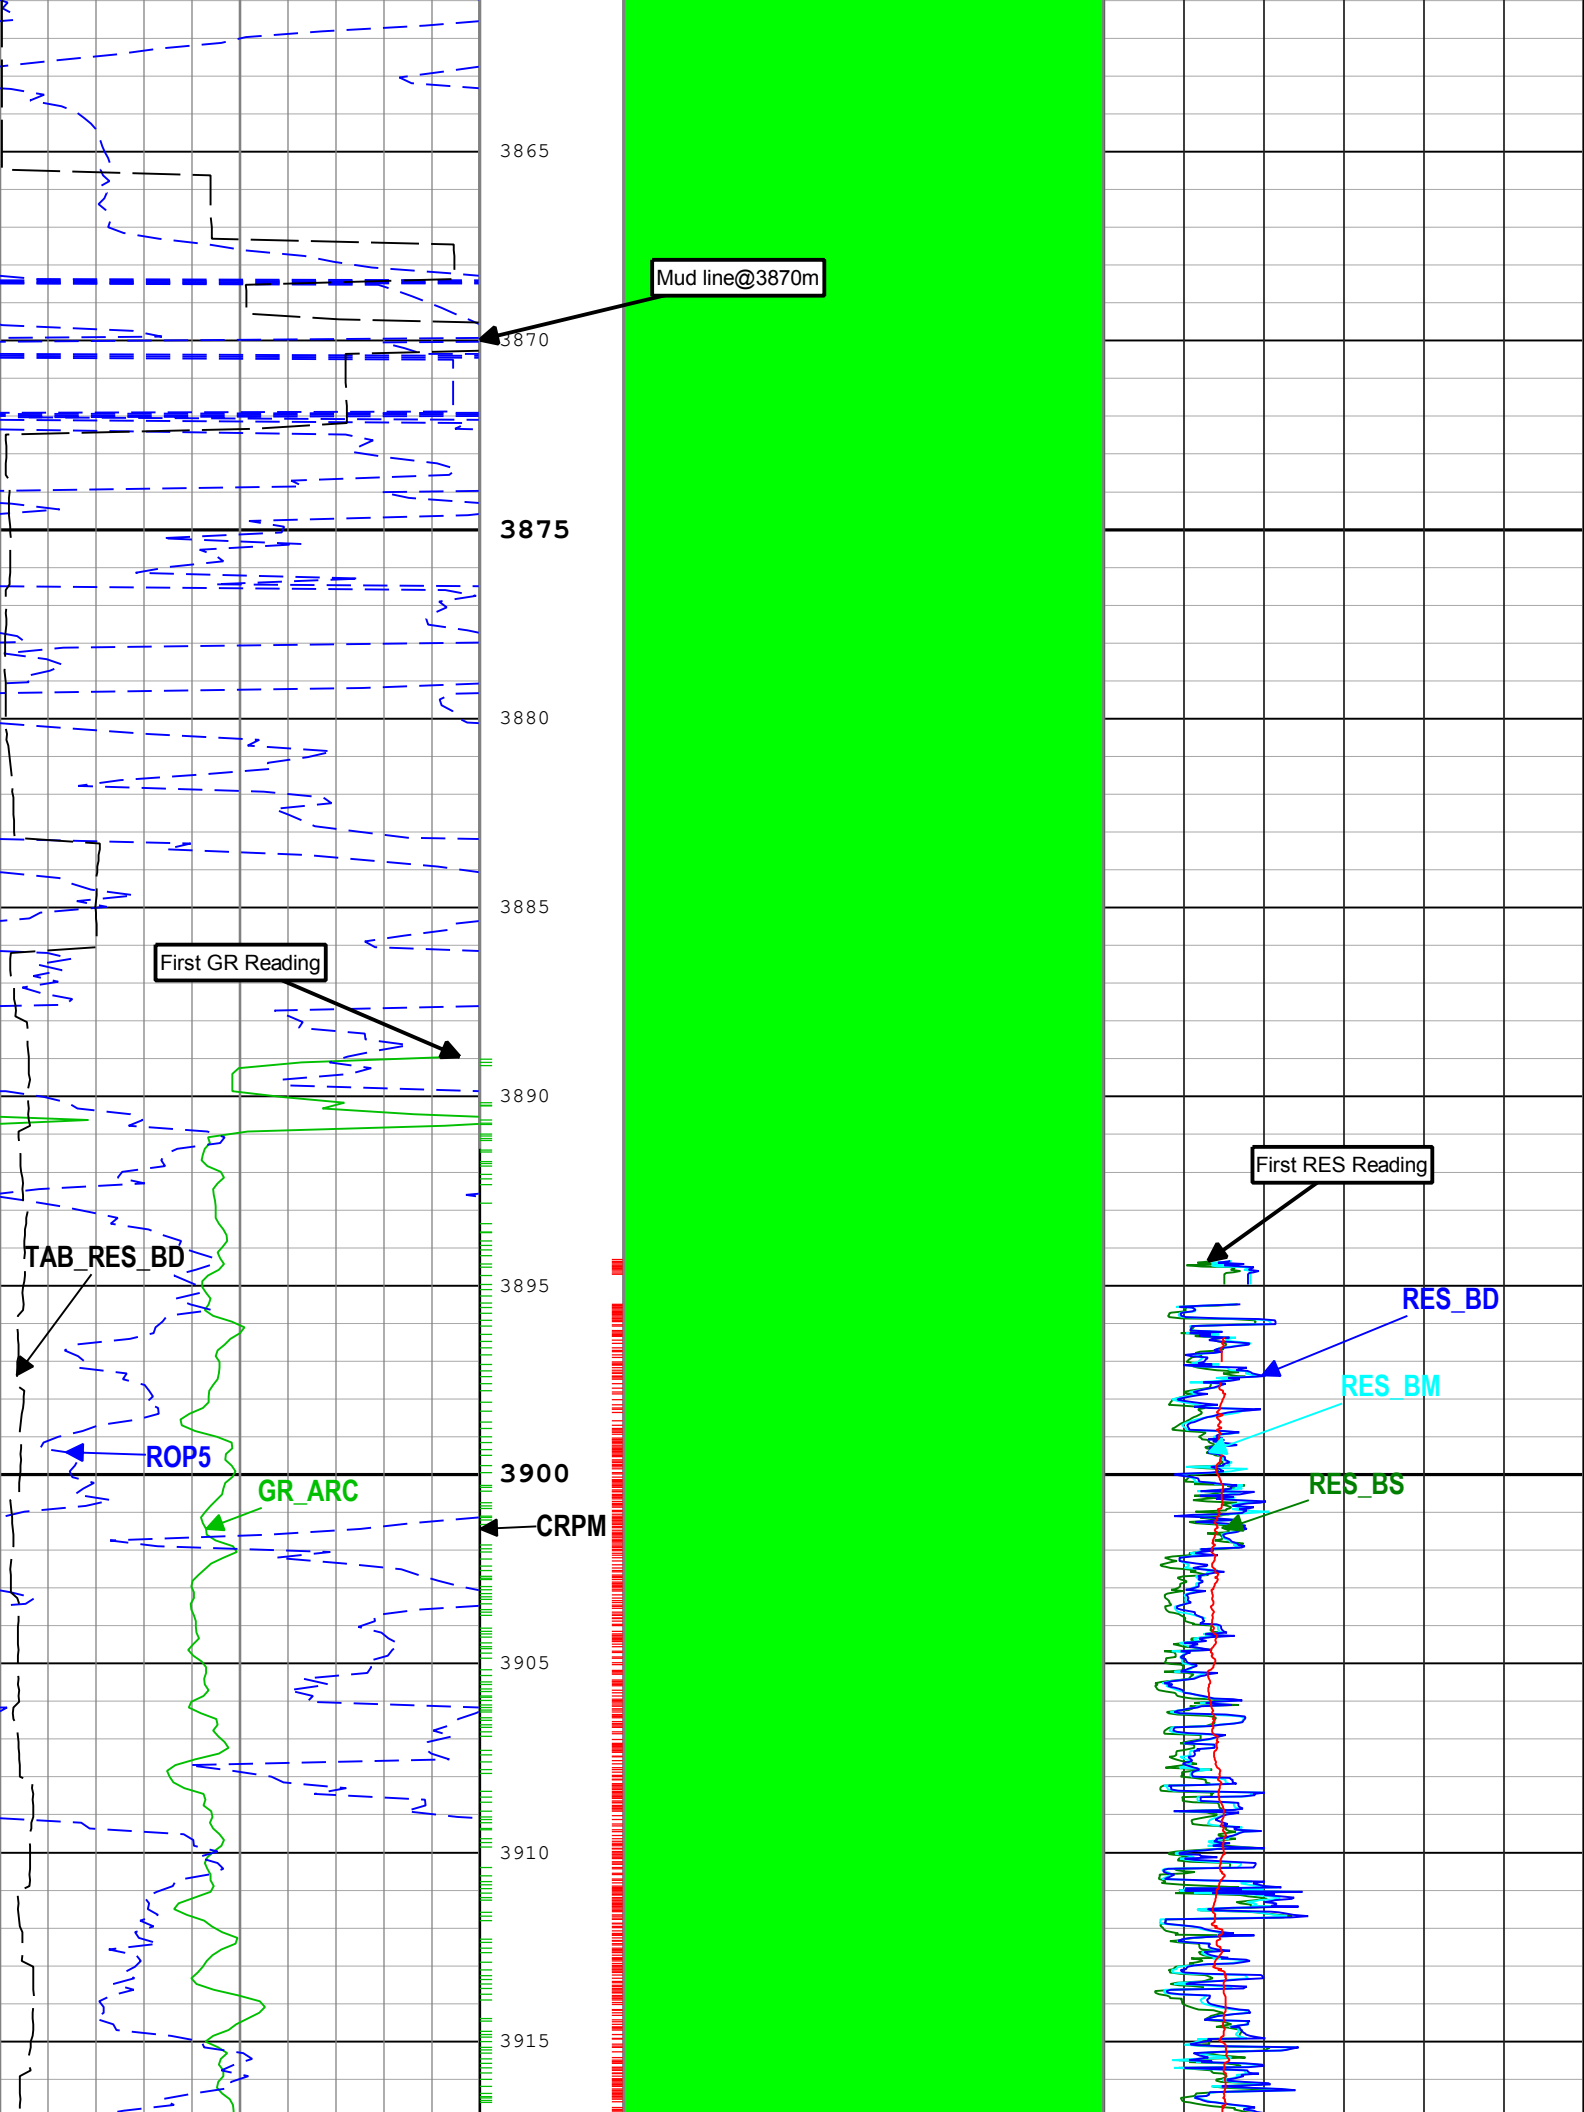 3865
Mud line@3870m
3870
3875
3880
3885
First GR Reading
3890
First RES Reading
TAB_RES_BD
3895
RES_BD
RES_BM
ROP5
3900
GR_ARC
RES_BS
CRPM
3905
3910
3915